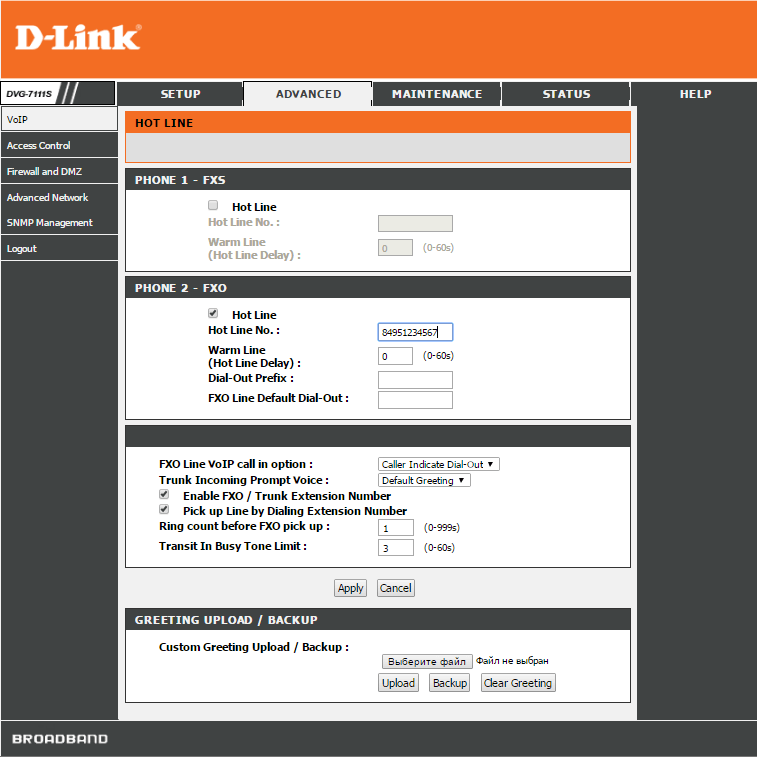 D-Link®
DVG-7111S
SETUP ADVANCED MAINTENANCE STATUS HELP
VoIP
Access Control
Firewall and DMZ
Advanced Network
SNMP Management
Logout
HOT LINE
PHONE 1 - FXS
Hot Line
Hot Line No. :
Warm Line
(Hot Line Delay) : 0 (0-60s)
PHONE 2 - FXO
Hot Line
Hot Line No. : 84951234567
Warm Line
(Hot Line Delay) : 0 (0-60s)
Dial-Out Prefix :
FXO Line Default Dial-Out :
FXO Line VoIP call in option : Caller Indicate Dial-Out ▼
Trunk Incoming Prompt Voice : Default Greeting ▼
Enable FXO / Trunk Extension Number
Pick up Line by Dialing Extension Number
Ring count before FXO pick up : 1 (0-999s)
Transit In Busy Tone Limit : 3 (0-60s)
Apply Cancel
GREETING UPLOAD / BACKUP
Custom Greeting Upload / Backup :
Выберите файл Файл не выбран
Upload Backup Clear Greeting
BROADBAND